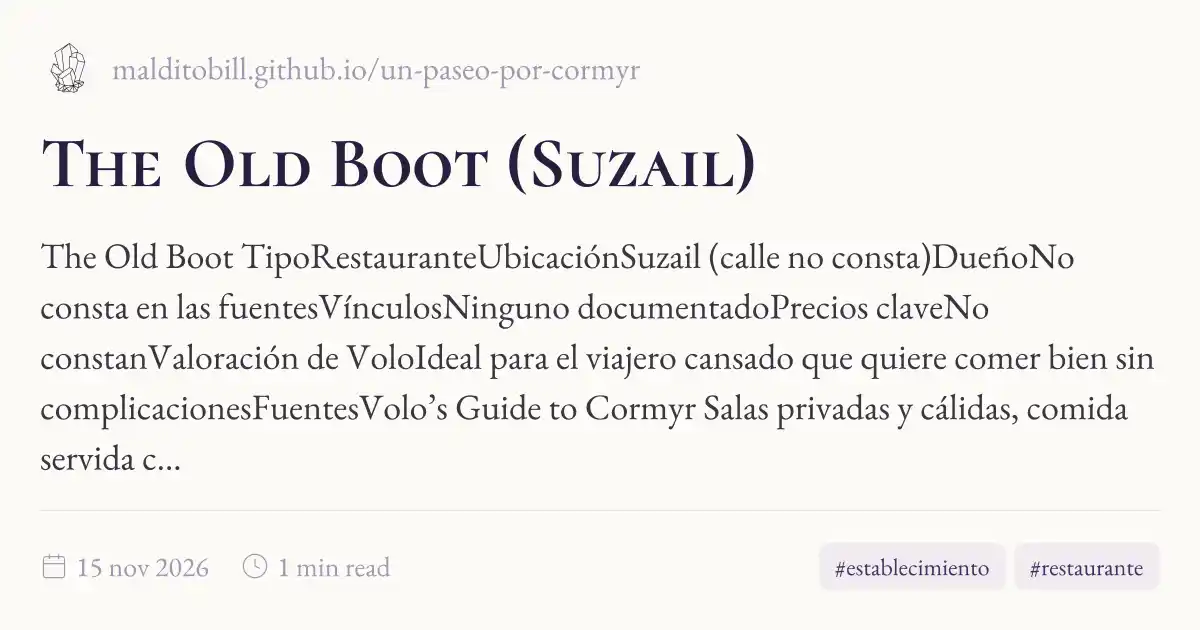 malditobill.github.io/un-paseo-por-cormyr
The Old Boot (Suzail)
The Old Boot TipoRestauranteUbicaciónSuzail (calle no consta)DueñoNo
consta en las fuentesVínculosNinguno documentadoPrecios claveNo
constanValoración de VoloIdeal para el viajero cansado que quiere comer bien sin
complicacionesFuentesVolo’s Guide to Cormyr Salas privadas y cálidas, comida
servida c...
15 nov 2026 1 min read #establecimiento #restaurante